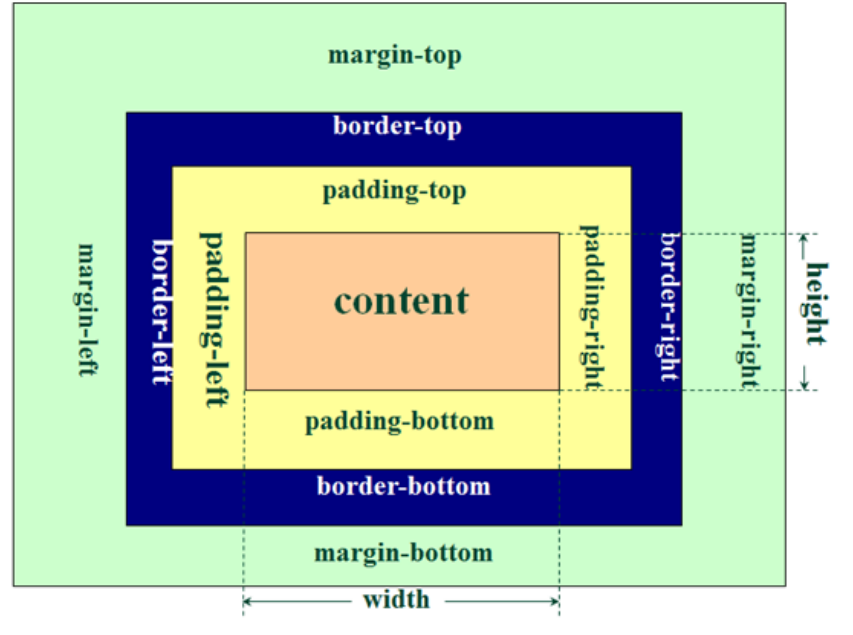 margin-top
border-top
padding-top
margin-left
border-left
padding-left
content
padding-right
border-right
margin-right
height
padding-bottom
border-bottom
margin-bottom
width